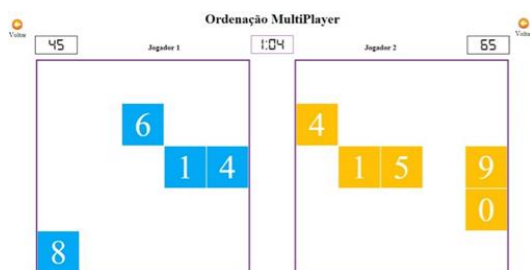 Ordenação MultiPlayer
Voltar
Voltar
45
Jogador 1
1:04
Jogador 2
65
6
4
1 4
1 5
9
0
8